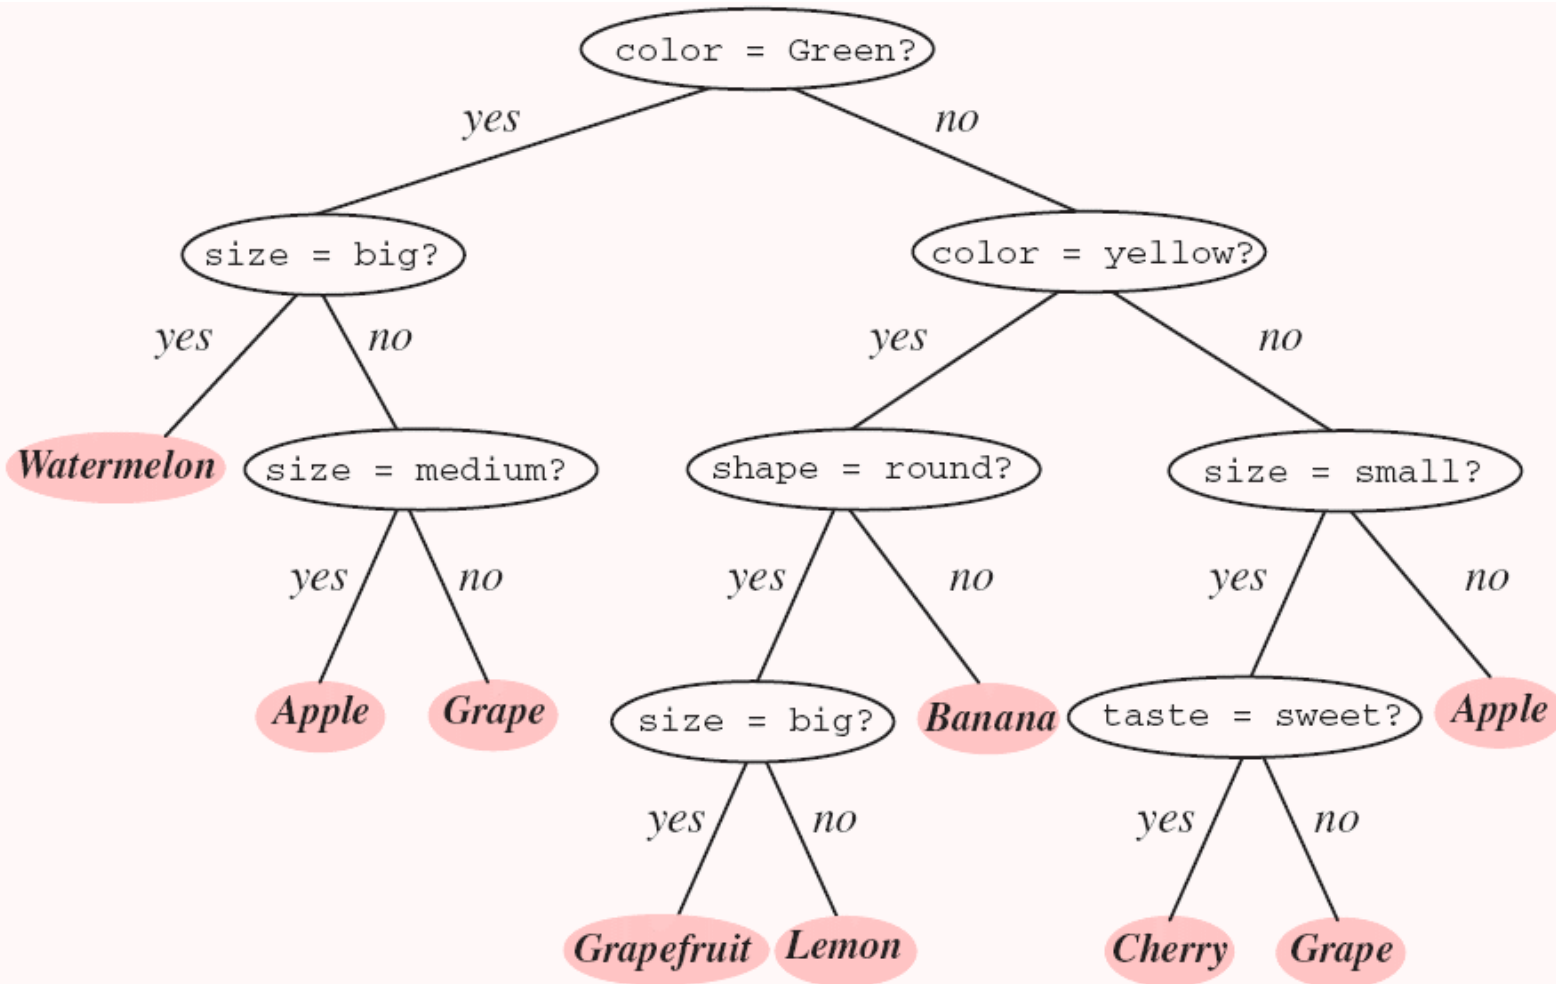 color = Green?
yes
no
size = big?
color = yellow?
yes
no
yes
no
Watermelon
size = medium?
shape = round?
size = small?
yes
no
yes
no
yes
no
Apple
Grape
size = big?
Banana
taste = sweet?
Apple
yes
no
yes
no
Grapefruit
Lemon
Cherry
Grape